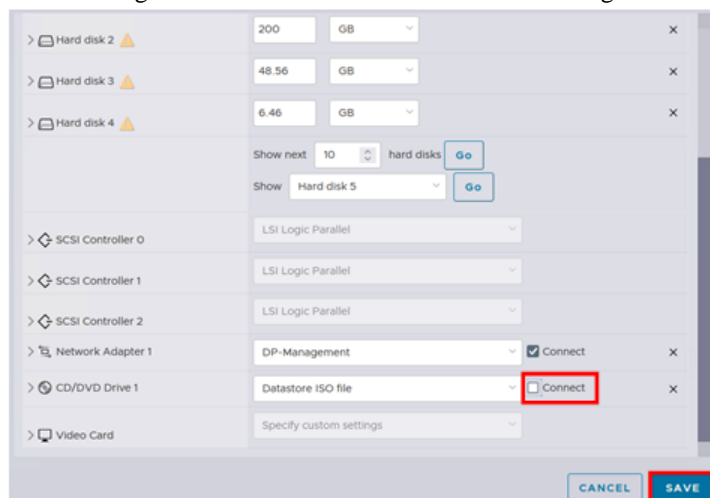 Hard disk 2 200 GB
Hard disk 3 48.56 GB
Hard disk 4 6.46 GB
Show next 10 hard disks Go
Show Hard disk 5 Go
SCSI Controller 0 LSI Logic Parallel
SCSI Controller 1 LSI Logic Parallel
SCSI Controller 2 LSI Logic Parallel
Network Adapter 1 DP-Management Connect
CD/DVD Drive 1 Datastore ISO file Connect
Video Card Specify custom settings
CANCEL SAVE